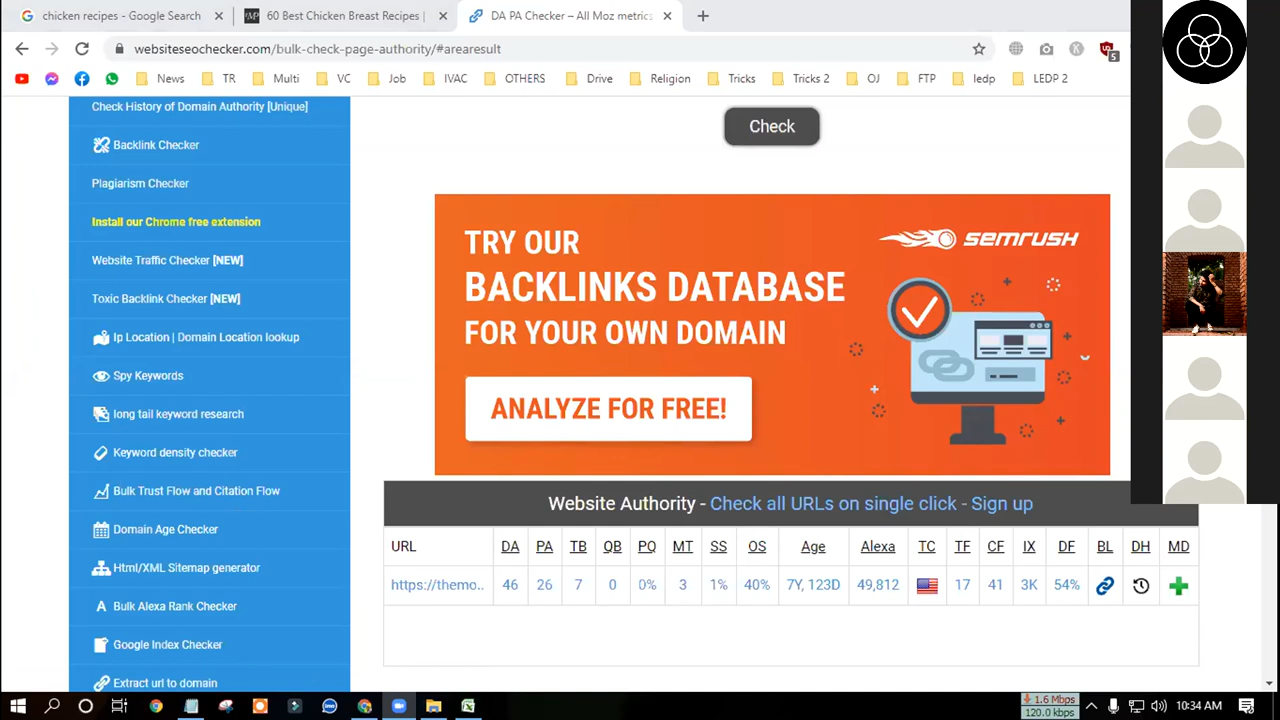 chicken recipes - Google Search
60 Best Chicken Breast Recipes |
DA PA Checker – All Moz metrics
websiteseochecker.com/bulk-check-page-authority/#arearesult
5
News
TR
Multi
VC
Job
IVAC
OTHERS
Drive
Religion
Tricks
Tricks 2
OJ
FTP
ledp
LEDP 2
Check History of Domain Authority [Unique]
Backlink Checker
Plagiarism Checker
Install our Chrome free extension
Website Traffic Checker [NEW]
Toxic Backlink Checker [NEW]
Ip Location | Domain Location lookup
Spy Keywords
long tail keyword research
Keyword density checker
Bulk Trust Flow and Citation Flow
Domain Age Checker
Html/XML Sitemap generator
Bulk Alexa Rank Checker
Google Index Checker
Extract url to domain
Check
TRY OUR
BACKLINKS DATABASE
FOR YOUR OWN DOMAIN
ANALYZE FOR FREE!
SEMRUSH
Website Authority - Check all URLs on single click - Sign up
URL DA PA TB QB PQ MT SS OS Age Alexa TC TF CF IX DF BL DH MD
https://themo.. 46 26 7 0 0% 3 1% 40% 7Y, 123D 49,812 17 41 3K 54%
1.6 Mbps
120.0 kbps
10:34 AM